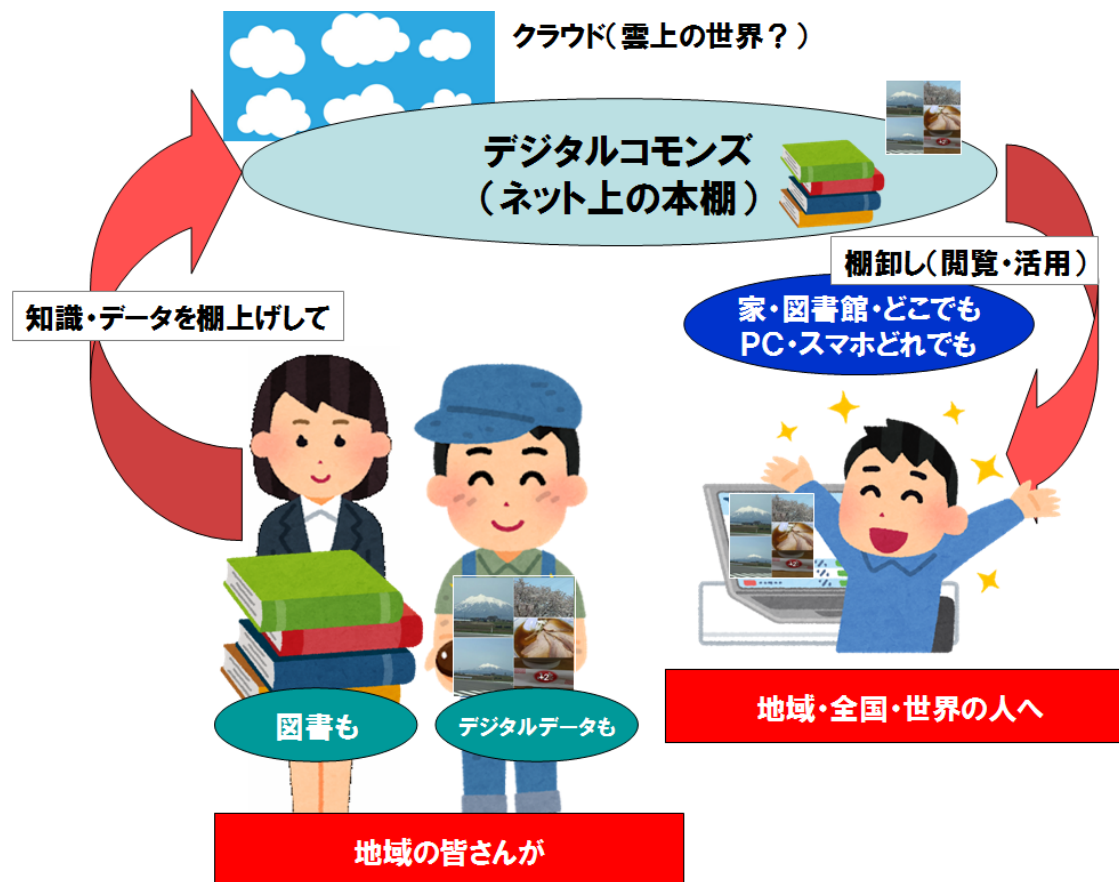 クラウド(雲上の世界？)
デジタルコモンズ
(ネット上の本棚)
棚卸し(閲覧・活用)
家・図書館・どこでも
PC・スマホどれでも
知識・データを棚上げして
図書も
デジタルデータも
地域・全国・世界の人へ
地域の皆さんが